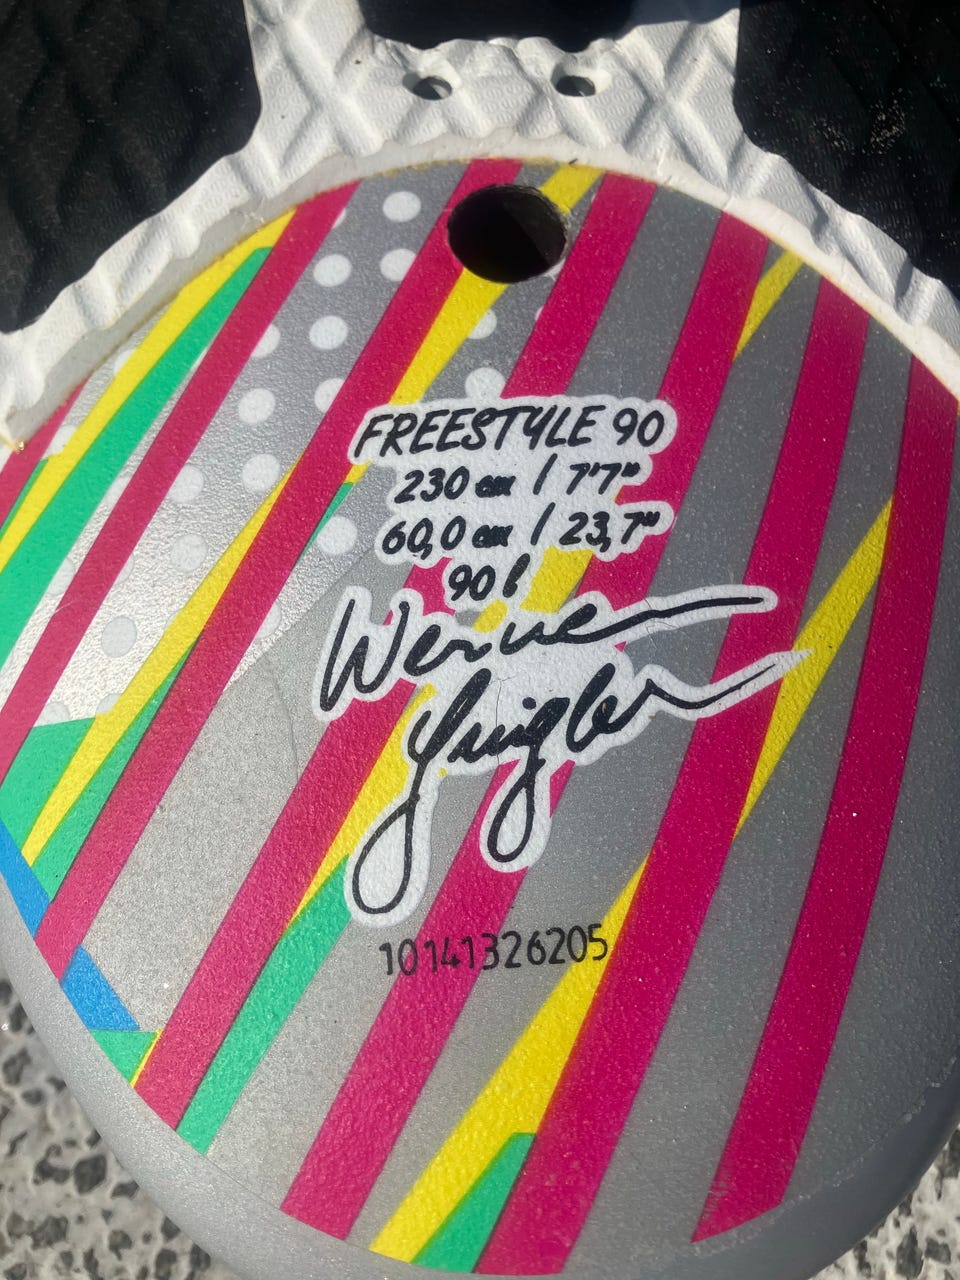 FREESTYLE 90
230 cm / 7'7"
60,0 cm / 23,7"
90 l
Werner
Gnigler
10141326205